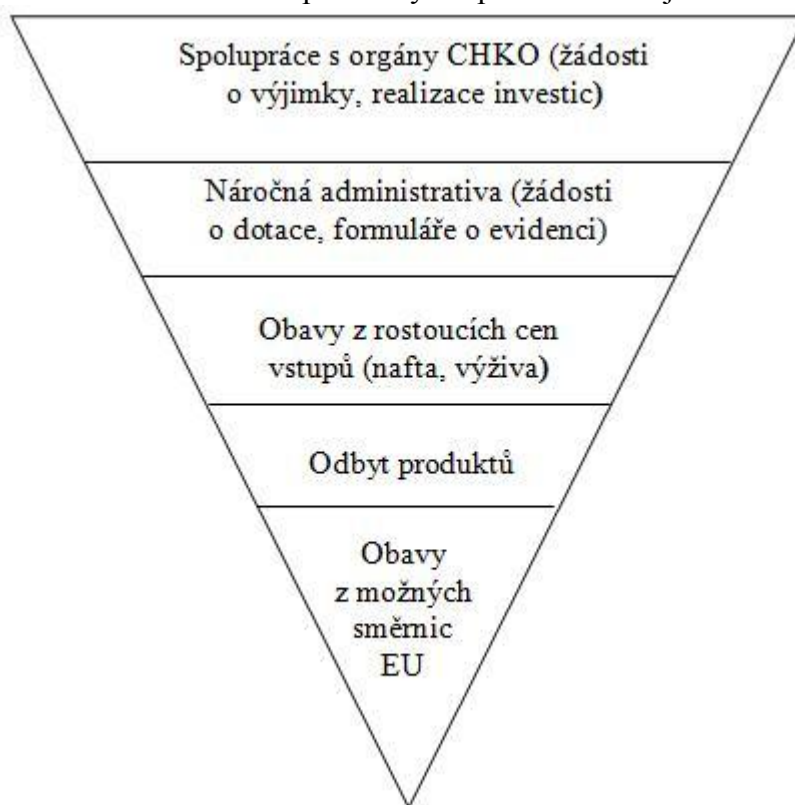 Spolupráce s orgány CHKO (žádosti
o výjimky, realizace investic)
Náročná administrativa (žádosti
o dotace, formuláře o evidenci)
Obavy z rostoucích cen
vstupů (nafta, výživa)
Odbyt produktů
Obavy
z možných
směrnic
EU